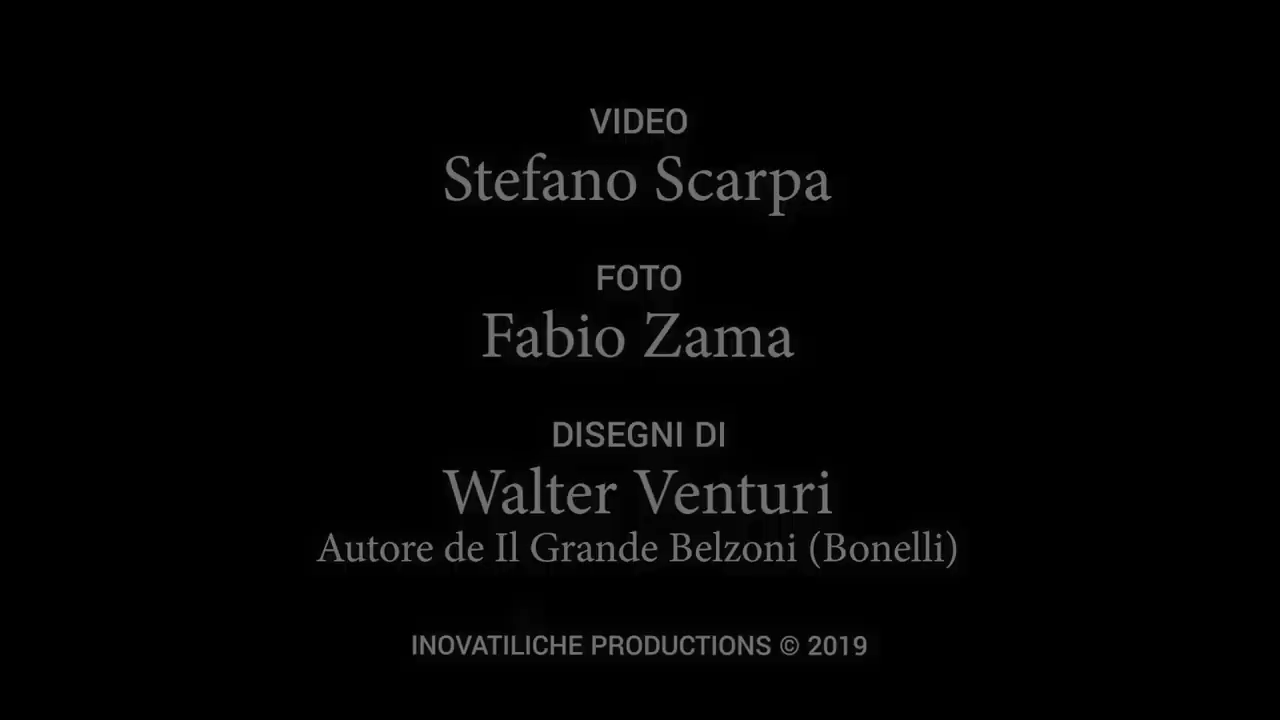 VIDEO
Stefano Scarpa
FOTO
Fabio Zama
DISEGNI DI
Walter Venturi
Autore de Il Grande Belzoni (Bonelli)
INOVATILICHE PRODUCTIONS © 2019